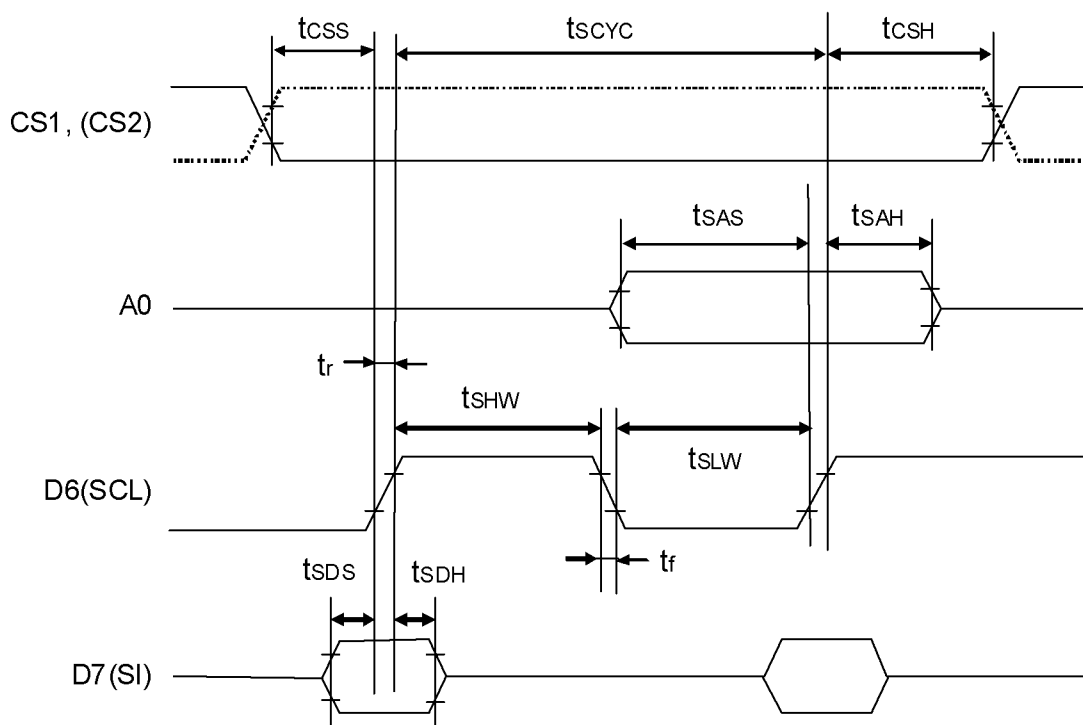 tCSS tSCYC tCSH
CS1, (CS2)
tSAS tSAH
A0
tr
tSHW
tSLW
D6(SCL)
tSDS tSDH tf
D7(SI)